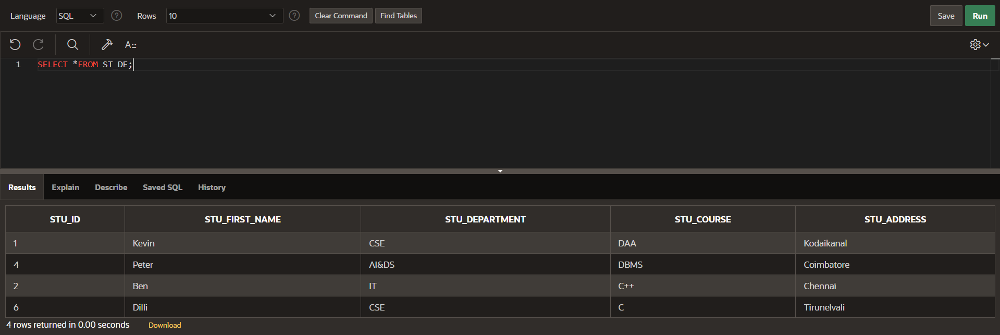 Language SQL Rows 10 Clear Command Find Tables Save Run
A::
1 SELECT *FROM ST_DE;
Results Explain Describe Saved SQL History
STU_ID STU_FIRST_NAME STU_DEPARTMENT STU_COURSE STU_ADDRESS
1 Kevin CSE DAA Kodaikanal
4 Peter AI&DS DBMS Coimbatore
2 Ben IT C++ Chennai
6 Dilli CSE C Tirunelvali
4 rows returned in 0.00 seconds Download